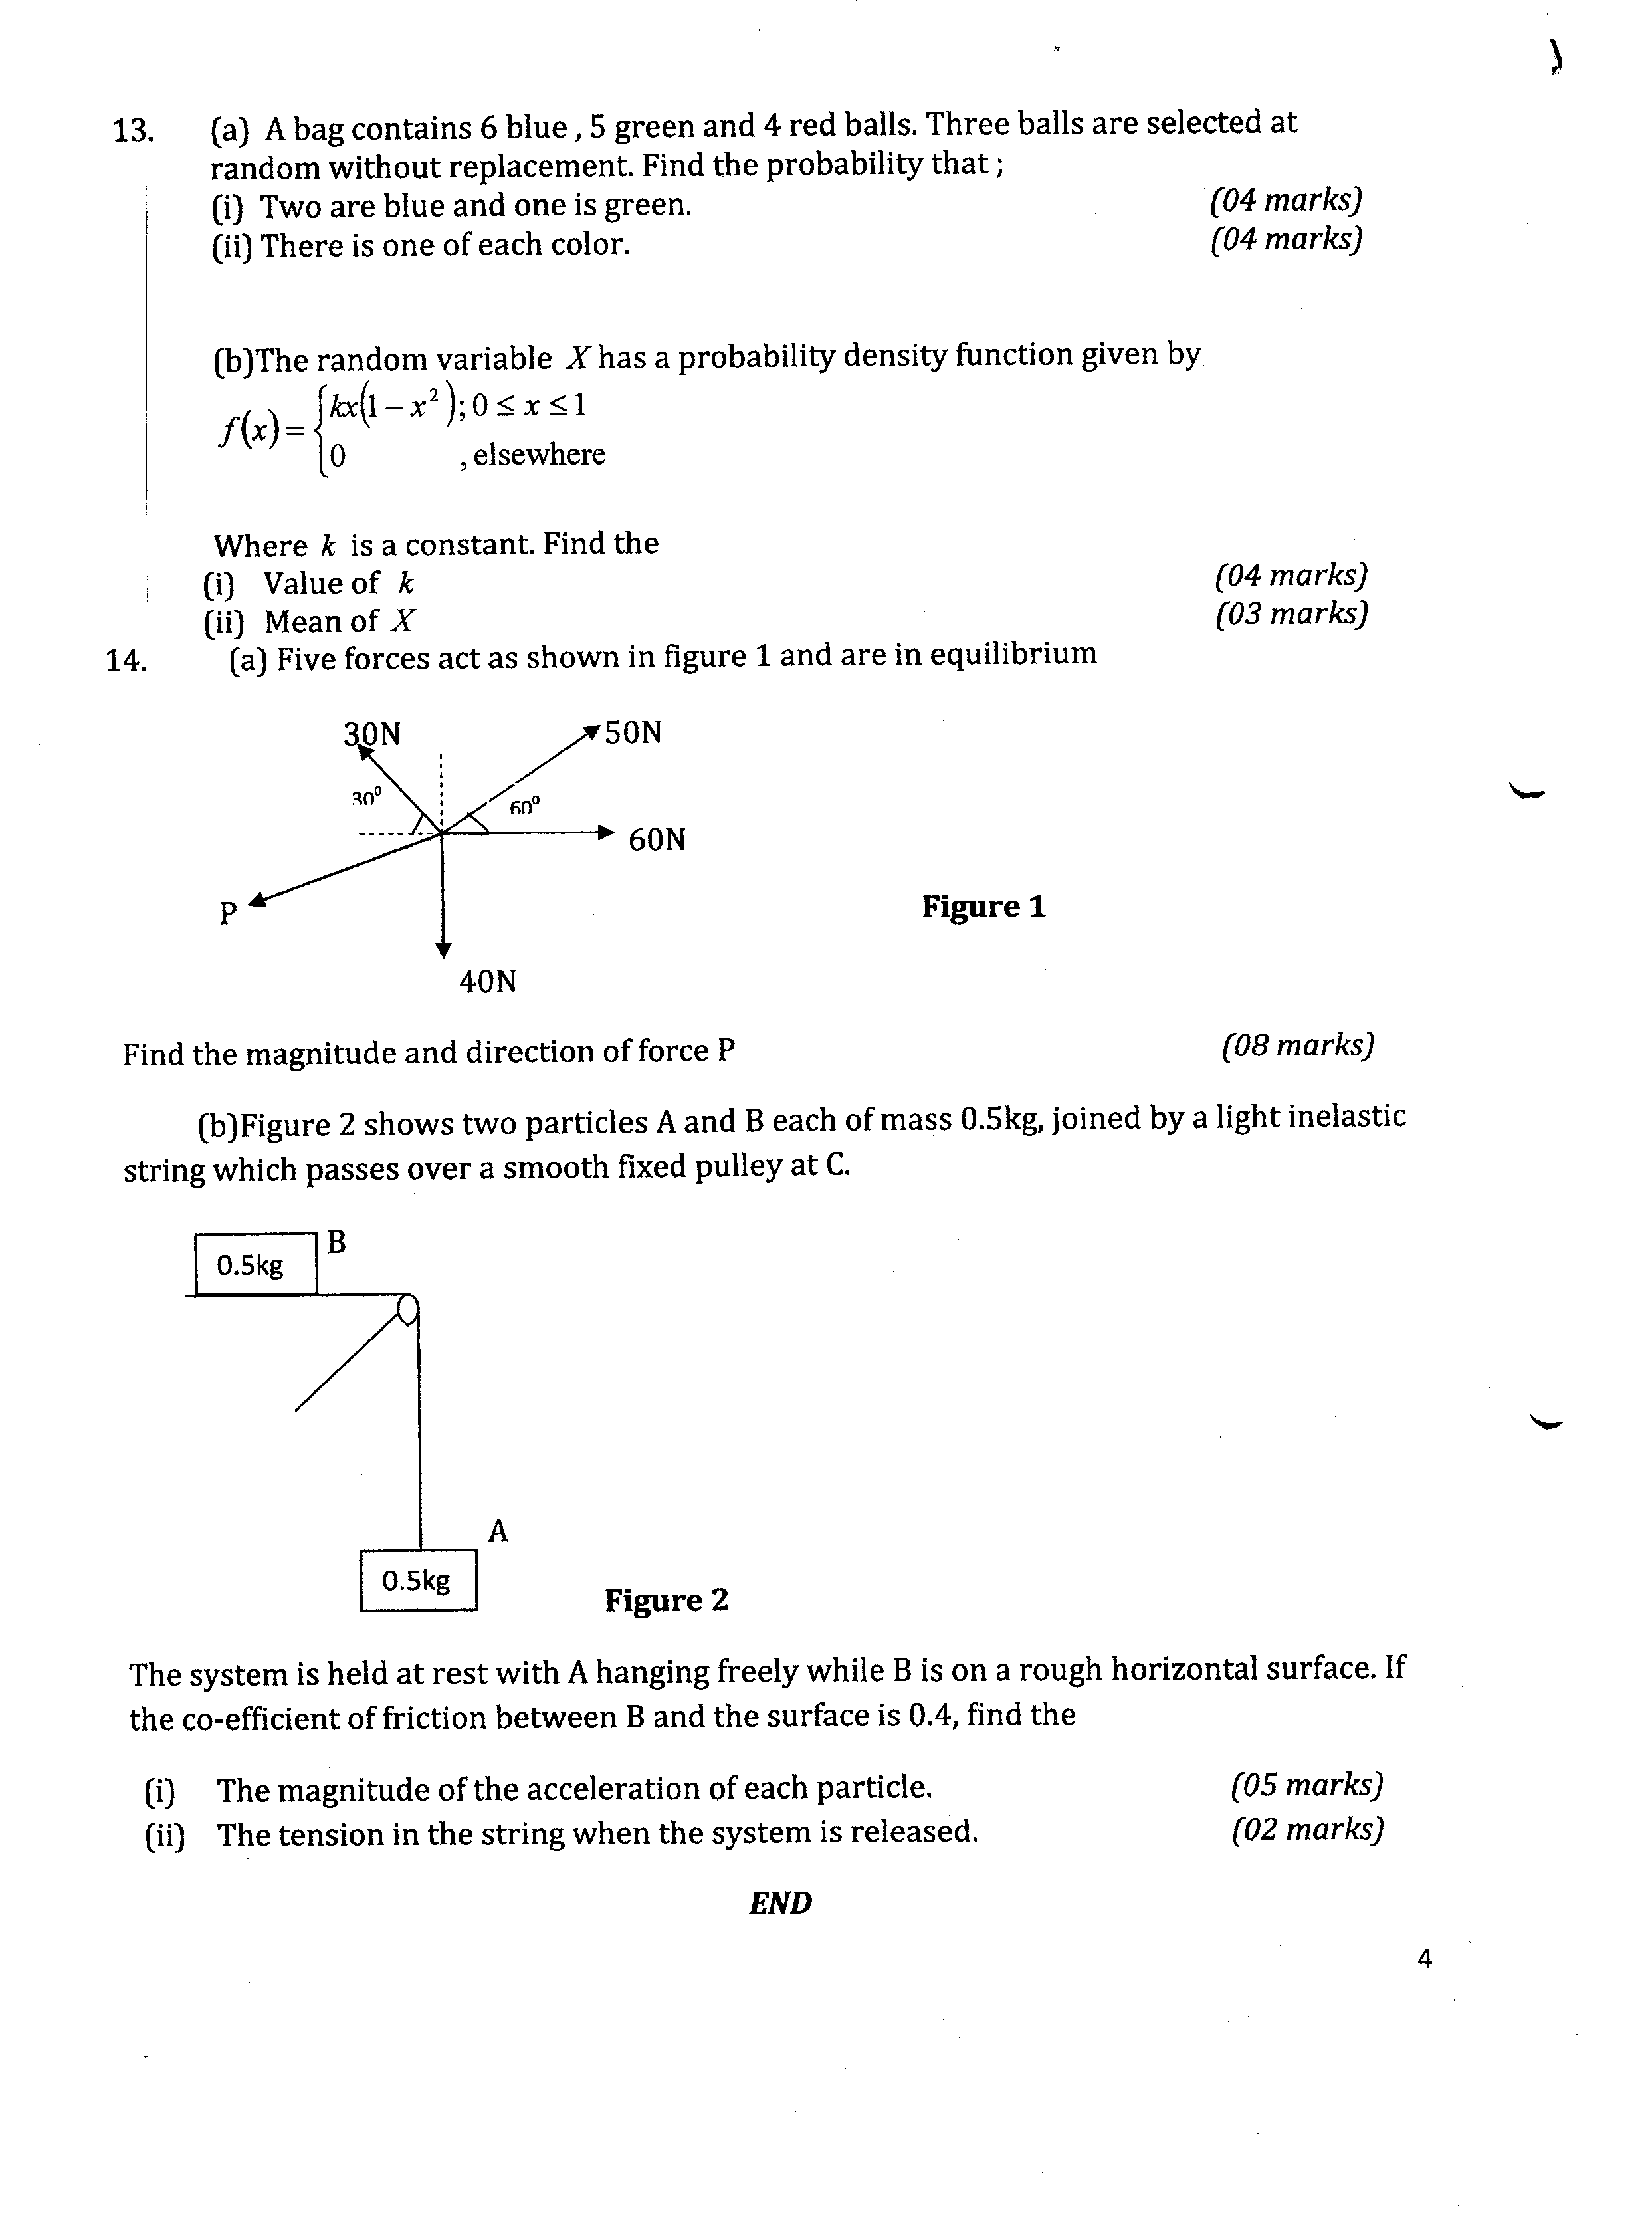 13. (a) A bag contains 6 blue , 5 green and 4 red balls. Three balls are selected at
random without replacement. Find the probability that ;
(i) Two are blue and one is green. (04 marks)
(ii) There is one of each color. (04 marks)
(b)The random variable X has a probability density function given by
f(x) = { kx(1 − x²); 0 ≤ x ≤ 1
0 , elsewhere
Where k is a constant. Find the
(i) Value of k (04 marks)
(ii) Mean of X (03 marks)
14. (a) Five forces act as shown in figure 1 and are in equilibrium
30N 50N
30⁰ 60⁰
60N
P Figure 1
40N
Find the magnitude and direction of force P (08 marks)
(b)Figure 2 shows two particles A and B each of mass 0.5kg, joined by a light inelastic
string which passes over a smooth fixed pulley at C.
B
0.5kg
A
0.5kg
Figure 2
The system is held at rest with A hanging freely while B is on a rough horizontal surface. If
the co-efficient of friction between B and the surface is 0.4, find the
(i) The magnitude of the acceleration of each particle. (05 marks)
(ii) The tension in the string when the system is released. (02 marks)
END
4